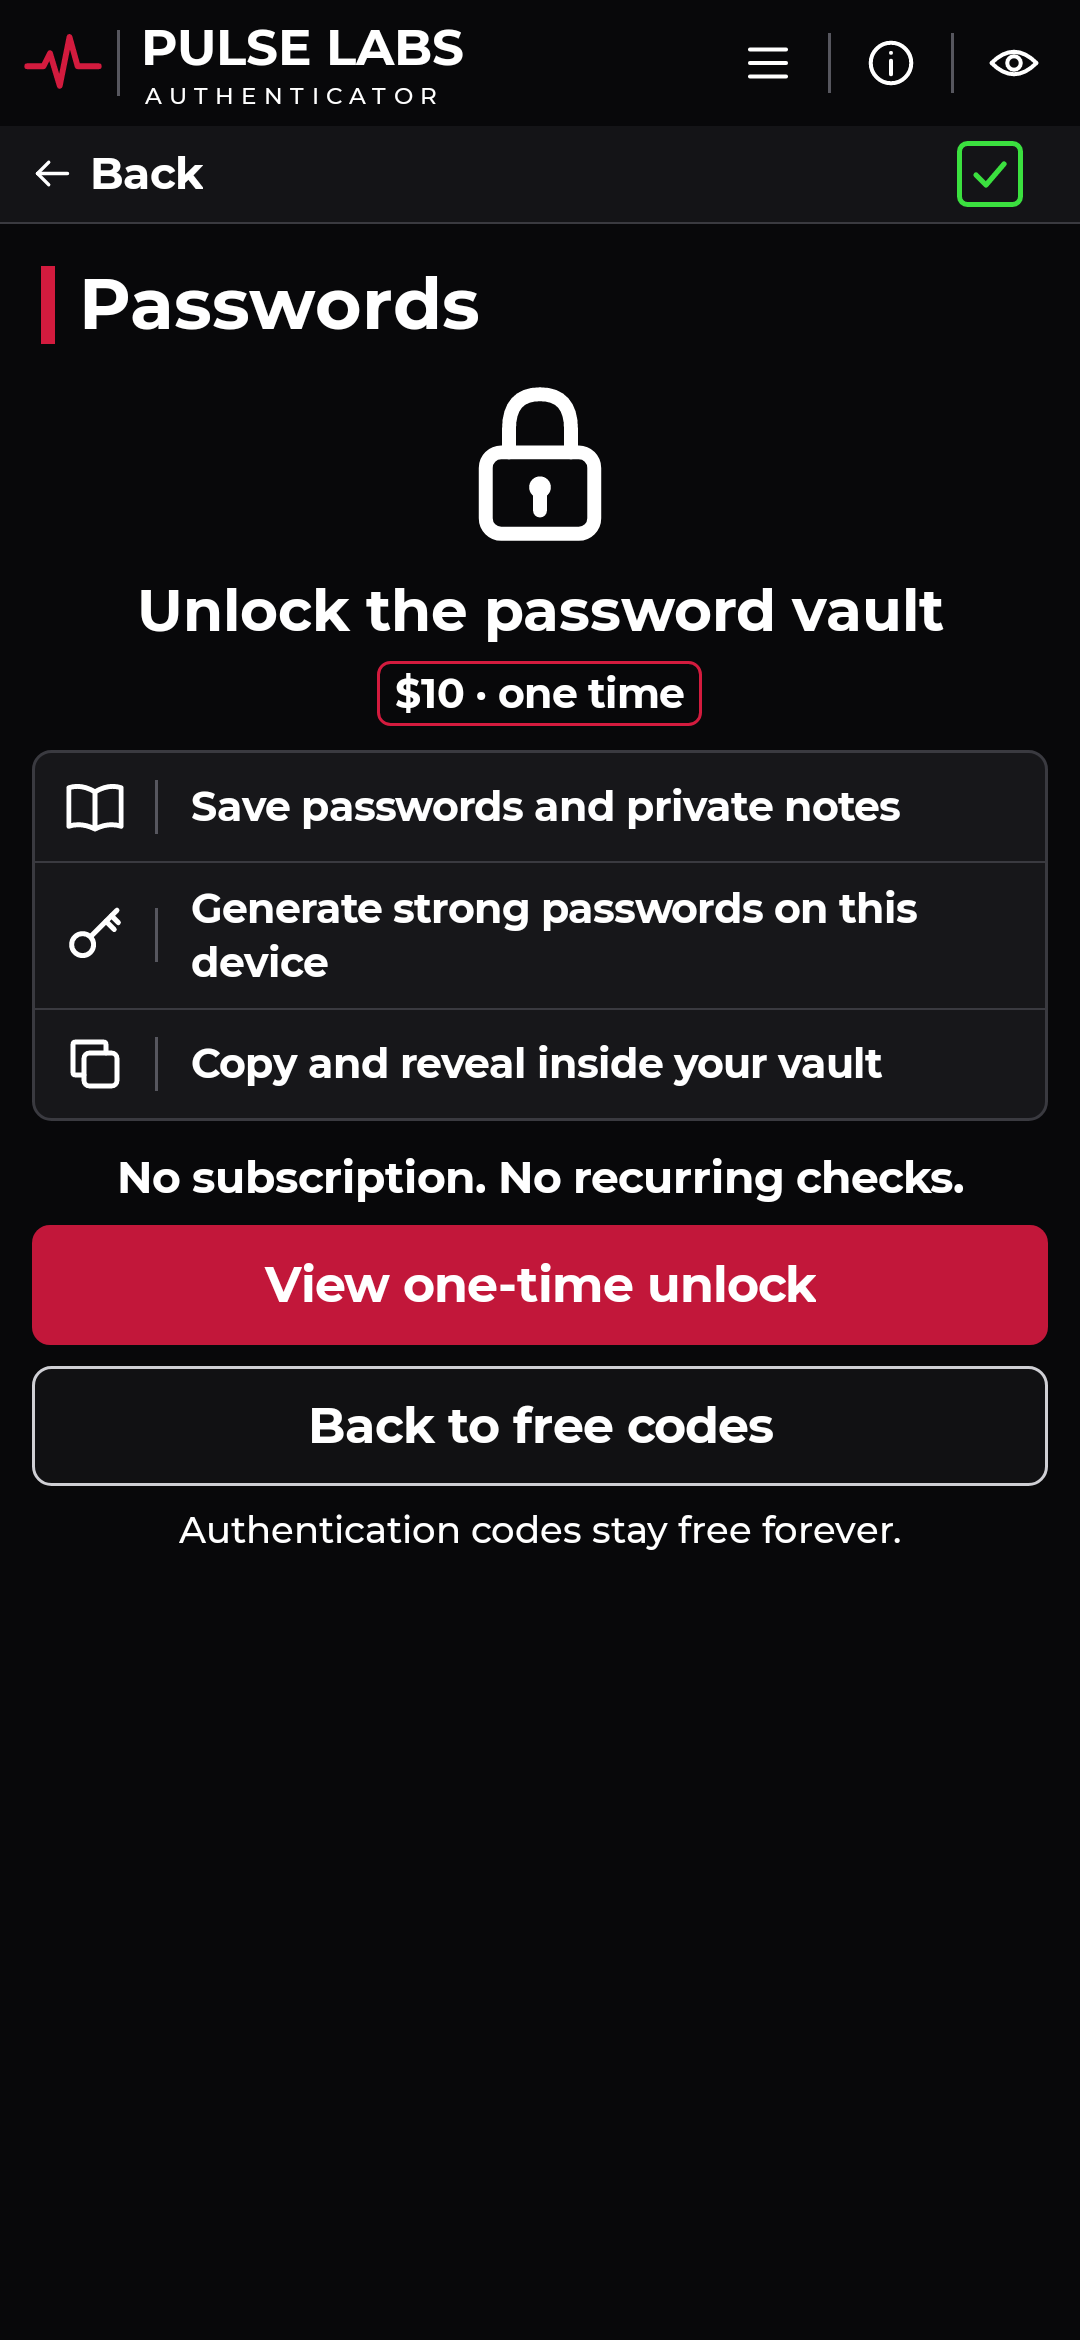 PULSE LABS
AUTHENTICATOR
Back
Passwords
Unlock the password vault
$10 · one time
Save passwords and private notes
Generate strong passwords on this
device
Copy and reveal inside your vault
No subscription. No recurring checks.
View one-time unlock
Back to free codes
Authentication codes stay free forever.